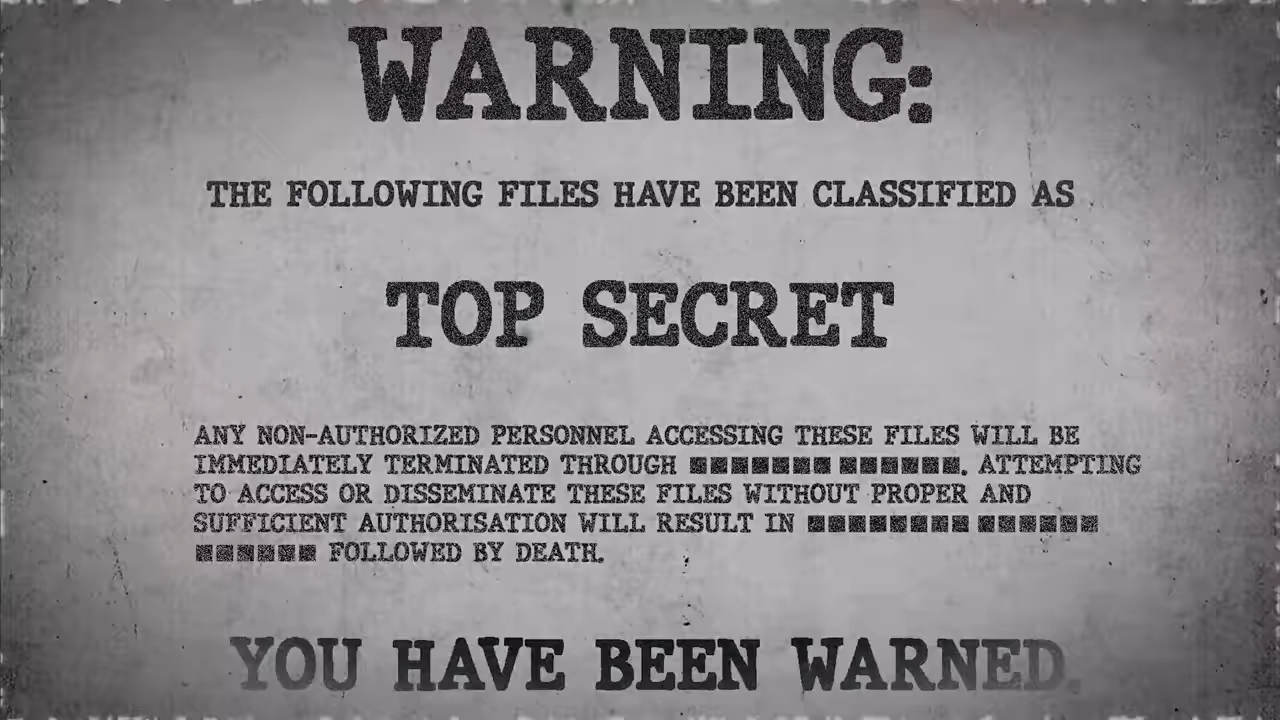 WARNING:
THE FOLLOWING FILES HAVE BEEN CLASSIFIED AS
TOP SECRET
ANY NON-AUTHORIZED PERSONNEL ACCESSING THESE FILES WILL BE
IMMEDIATELY TERMINATED THROUGH ■■■■■■■ ■■■■■■. ATTEMPTING
TO ACCESS OR DISSEMINATE THESE FILES WITHOUT PROPER AND
SUFFICIENT AUTHORISATION WILL RESULT IN ■■■■■■■■ ■■■■■■
■■■■■■ FOLLOWED BY DEATH.
YOU HAVE BEEN WARNED.